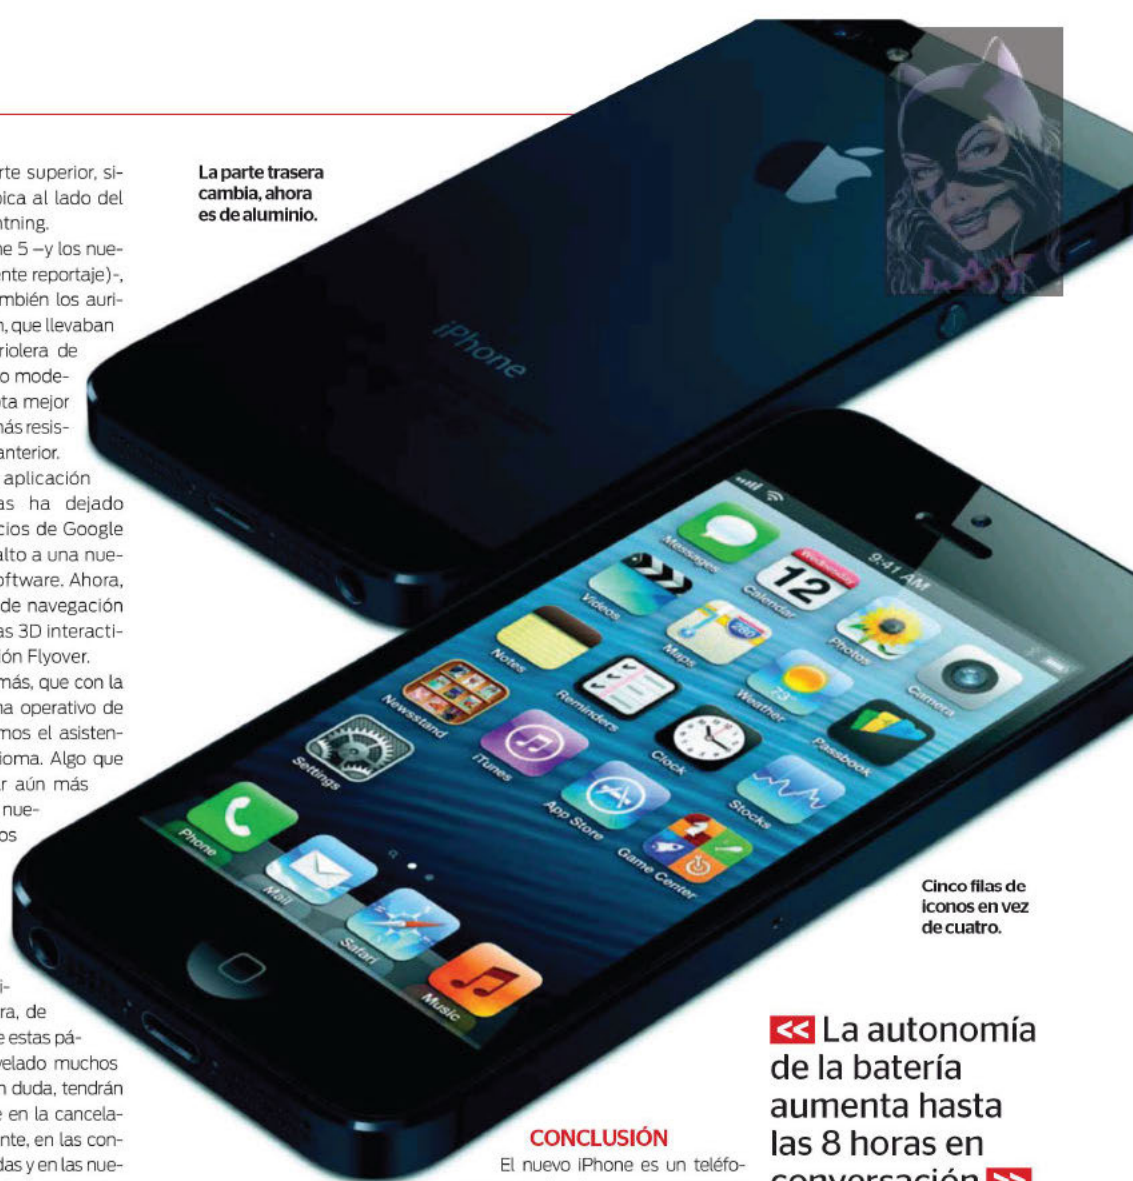 rte superior, si-
pica al lado del
htning.
ne 5 –y los nue-
ente reportaje)-,
ambién los auri-
n, que llevaban
riolera de
o mode-
pta mejor
nás resis-
anterior.
aplicación
as ha dejado
cios de Google
alto a una nue-
oftware. Ahora,
de navegación
as 3D interacti-
ión Flyover.
más, que con la
na operativo de
mos el asisten-
ioma. Algo que
r aún más
nue-
os
i-
ra, de
e estas pá-
velado muchos
n duda, tendrán
e en la cancela-
nte, en las con-
das y en las nue-
La parte trasera
cambia, ahora
es de aluminio.
iPhone
LAY
9:41 AM
Messages
Wednesday
12
Calendar
Photos
Camera
Videos
280
Maps
73
Weather
Passbook
Notes
Reminders
Clock
Stocks
Newsstand
iTunes
App Store
Game Center
Settings
Phone
Mail
Safari
Music
Cinco filas de
iconos en vez
de cuatro.
CONCLUSIÓN
El nuevo iPhone es un teléfo-
<< La autonomía
de la batería
aumenta hasta
las 8 horas en
conversación >>